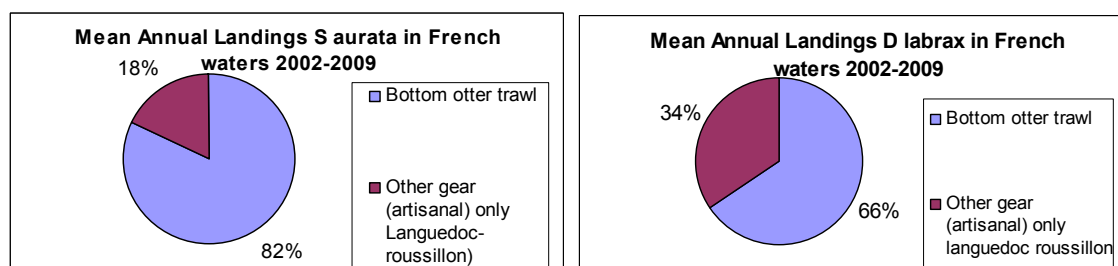 Mean Annual Landings S aurata in French
waters 2002-2009
18%
82%
Bottom otter trawl
Other gear
(artisanal) only
Languedoc-
roussillon)
Mean Annual Landings D labrax in French
waters 2002-2009
34%
66%
Bottom otter trawl
Other gear
(artisanal) only
languedoc roussillon